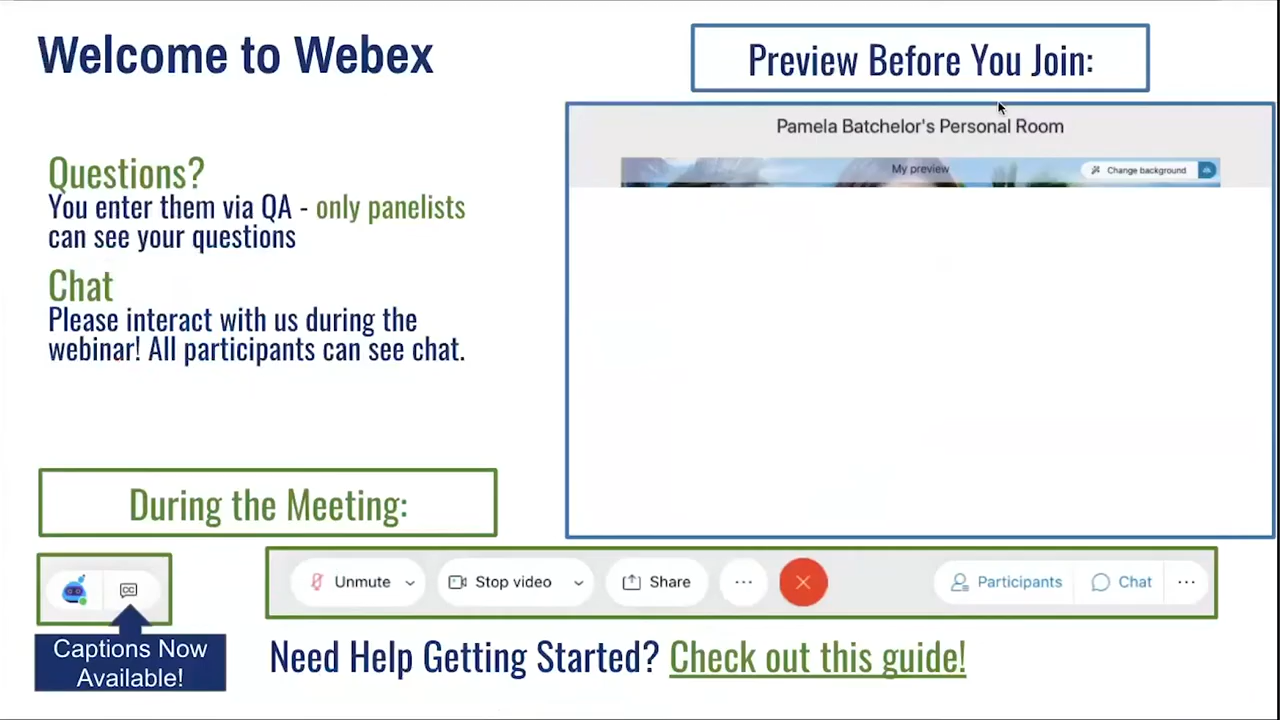 Welcome to Webex
Preview Before You Join:
Pamela Batchelor's Personal Room
My preview
Change background
Questions?
You enter them via QA - only panelists
can see your questions
Chat
Please interact with us during the
webinar! All participants can see chat.
During the Meeting:
CC
Unmute
Stop video
Share
Participants
Chat
Captions Now
Available!
Need Help Getting Started? Check out this guide!